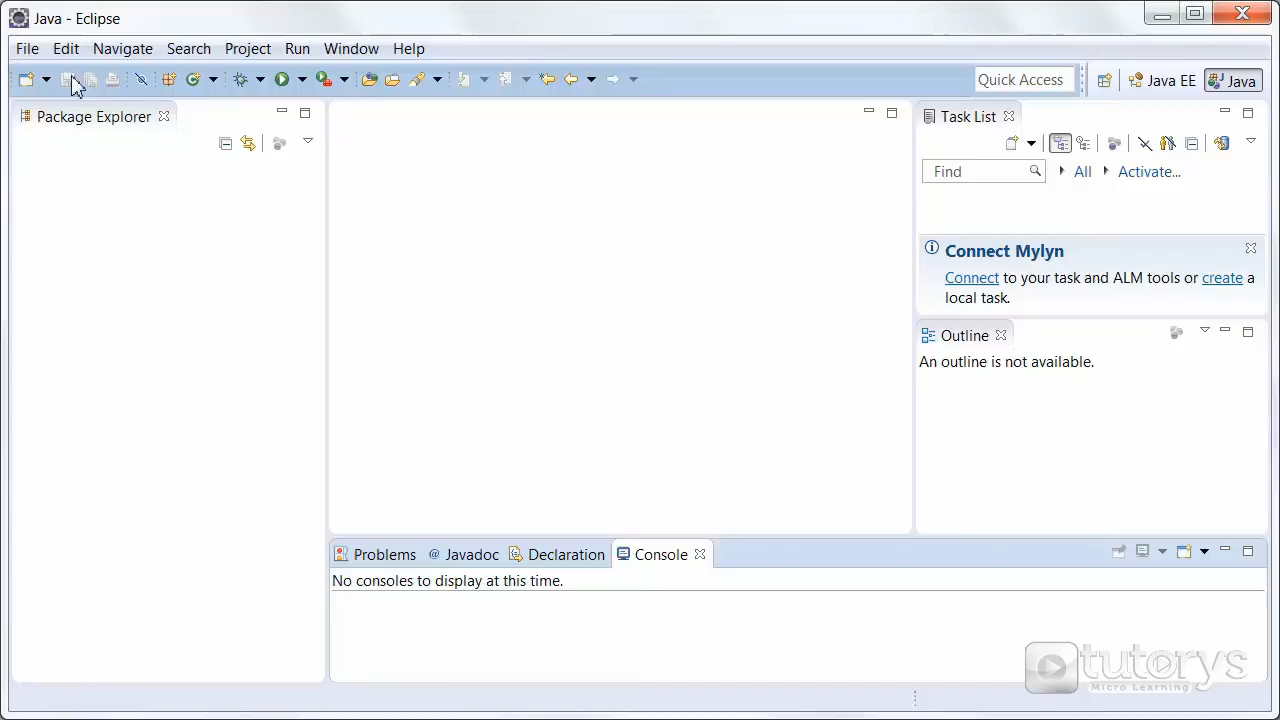 Java - Eclipse
File Edit Navigate Search Project Run Window Help
Quick Access Java EE Java
Package Explorer
Task List
Find All Activate...
Connect Mylyn
Connect to your task and ALM tools or create a
local task.
Outline
An outline is not available.
Problems @ Javadoc Declaration Console
No consoles to display at this time.
tutorys
Micro Learning